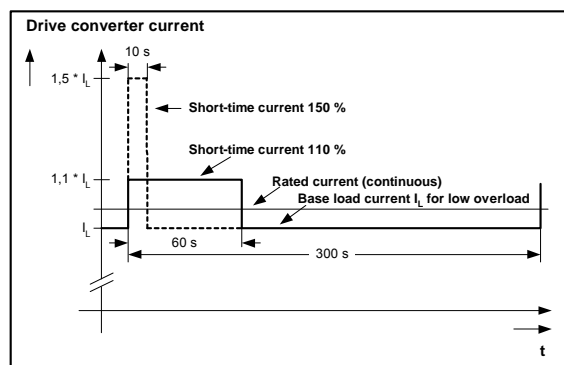 Drive converter current
10 s
1,5 * I_L
Short-time current 150 %
Short-time current 110 %
1,1 * I_L
Rated current (continuous)
Base load current I_L for low overload
I_L
60 s
300 s
t